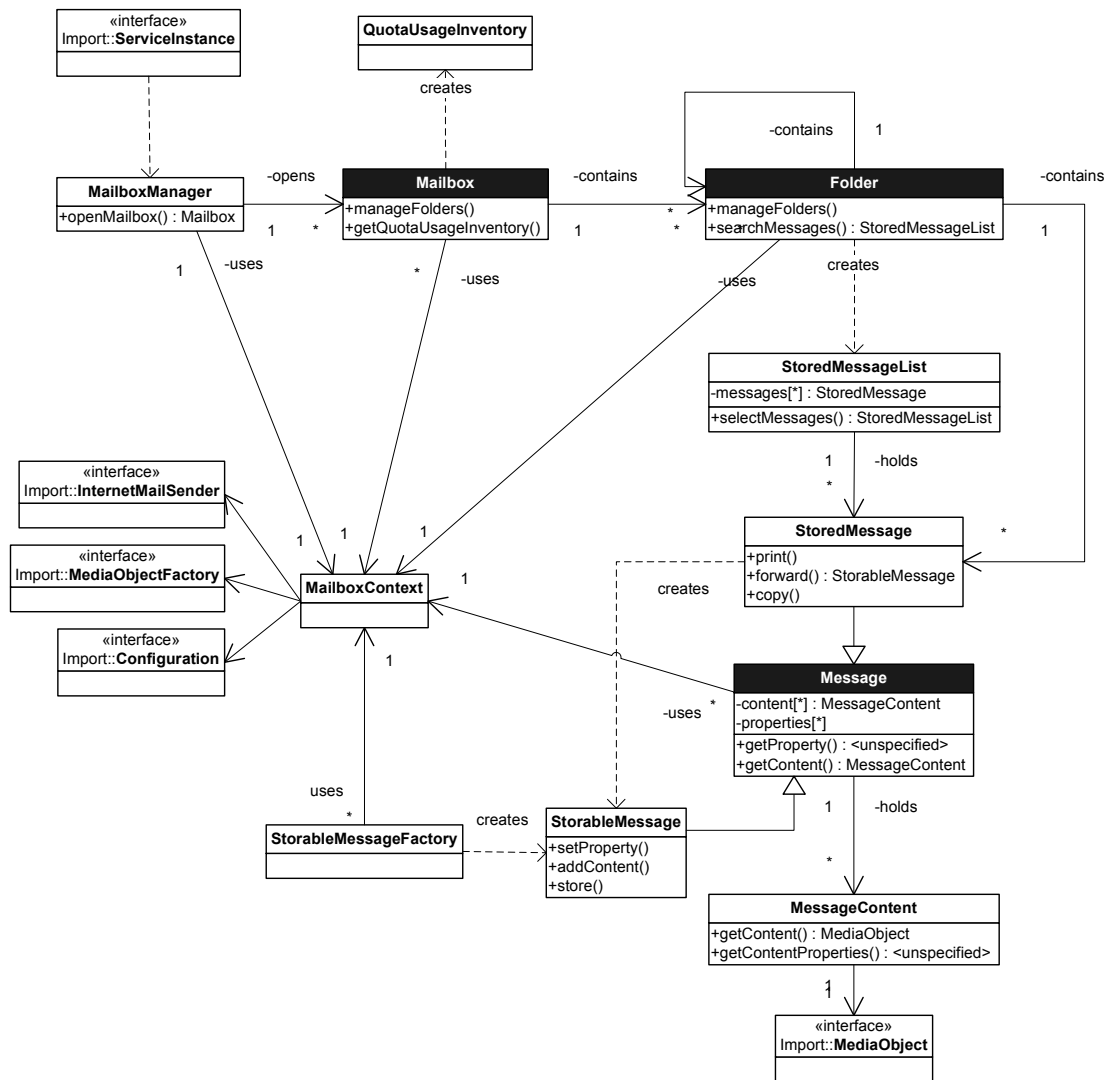 «interface»
Import::ServiceInstance
QuotaUsageInventory
creates
-contains
1
MailboxManager
+openMailbox() : Mailbox
-opens
1
*
Mailbox
+manageFolders()
+getQuotaUsageInventory()
-contains
1
*
*
Folder
+manageFolders()
+searchMessages() : StoredMessageList
*
-contains
1
1
-uses
*
-uses
-uses
creates
StoredMessageList
-messages[*] : StoredMessage
+selectMessages() : StoredMessageList
1
-holds
*
«interface»
Import::InternetMailSender
«interface»
Import::MediaObjectFactory
«interface»
Import::Configuration
1
1
1
MailboxContext
1
1
StoredMessage
+print()
+forward() : StorableMessage
+copy()
*
creates
Message
-content[*] : MessageContent
-properties[*]
+getProperty() : <unspecified>
+getContent() : MessageContent
-uses
*
uses
*
StorableMessageFactory
creates
StorableMessage
+setProperty()
+addContent()
+store()
1
-holds
*
MessageContent
+getContent() : MediaObject
+getContentProperties() : <unspecified>
1
1
«interface»
Import::MediaObject